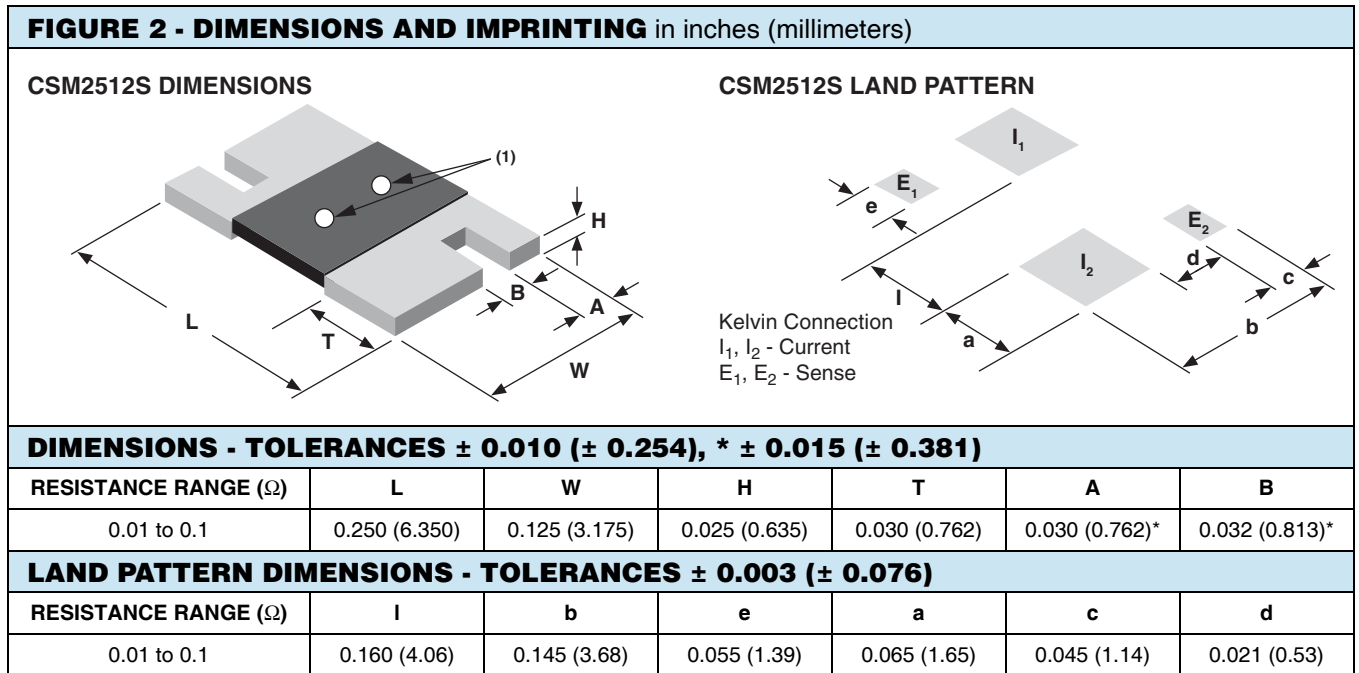 FIGURE 2 - DIMENSIONS AND IMPRINTING in inches (millimeters)
CSM2512S DIMENSIONS
(1)
H
B
A
L
T
W
CSM2512S LAND PATTERN
I1
E1
e
E2
I2
d
c
l
a
b
Kelvin Connection
I1, I2 - Current
E1, E2 - Sense
DIMENSIONS - TOLERANCES ± 0.010 (± 0.254), * ± 0.015 (± 0.381)
RESISTANCE RANGE (Ω) L W H T A B
0.01 to 0.1 0.250 (6.350) 0.125 (3.175) 0.025 (0.635) 0.030 (0.762) 0.030 (0.762)* 0.032 (0.813)*
LAND PATTERN DIMENSIONS - TOLERANCES ± 0.003 (± 0.076)
RESISTANCE RANGE (Ω) l b e a c d
0.01 to 0.1 0.160 (4.06) 0.145 (3.68) 0.055 (1.39) 0.065 (1.65) 0.045 (1.14) 0.021 (0.53)